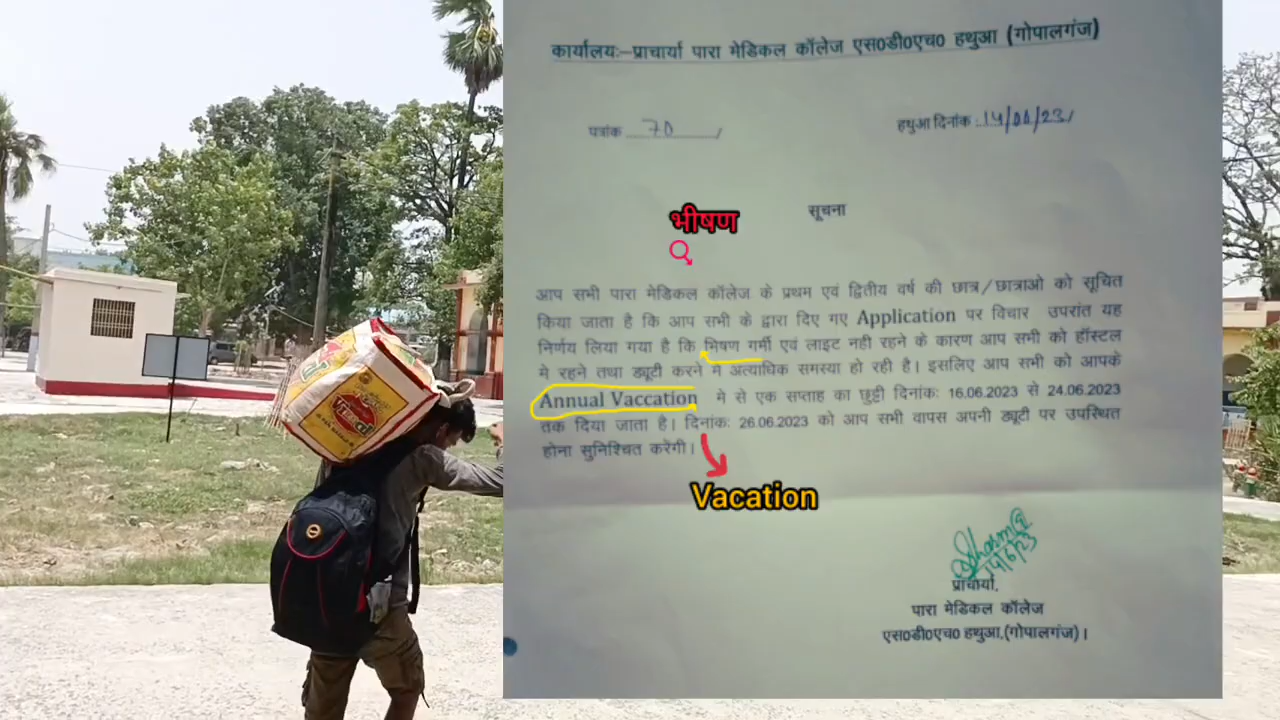 कार्यालयः-प्राचार्या पारा मेडिकल कॉलेज एस0डी0एच0 हथुआ (गोपालगंज)
पत्रांक 70
हथुआ दिनांक 14/06/23
भीषण
सूचना
आप सभी पारा मेडिकल कॉलेज के प्रथम एवं द्वितीय वर्ष की छात्र/छात्राओ को सूचित
किया जाता है कि आप सभी के द्वारा दिए गए Application पर विचार उपरांत यह
निर्णय लिया गया है कि भिषण गर्मी एवं लाइट नही रहने के कारण आप सभी को हॉस्टल
मे रहने तथा ड्यूटी करने मे अत्याधिक समस्या हो रही है। इसलिए आप सभी को आपके
Annual Vaccation मे से एक सप्ताह का छुट्टी दिनांकः 16.06.2023 से 24.06.2023
तक दिया जाता है। दिनांकः 26.06.2023 को आप सभी वापस अपनी ड्यूटी पर उपस्थित
होना सुनिश्चित करेंगी।
Vacation
14/6/23
प्राचार्या,
पारा मेडिकल कॉलेज
एस0डी0एच0 हथुआ,(गोपालगंज)।